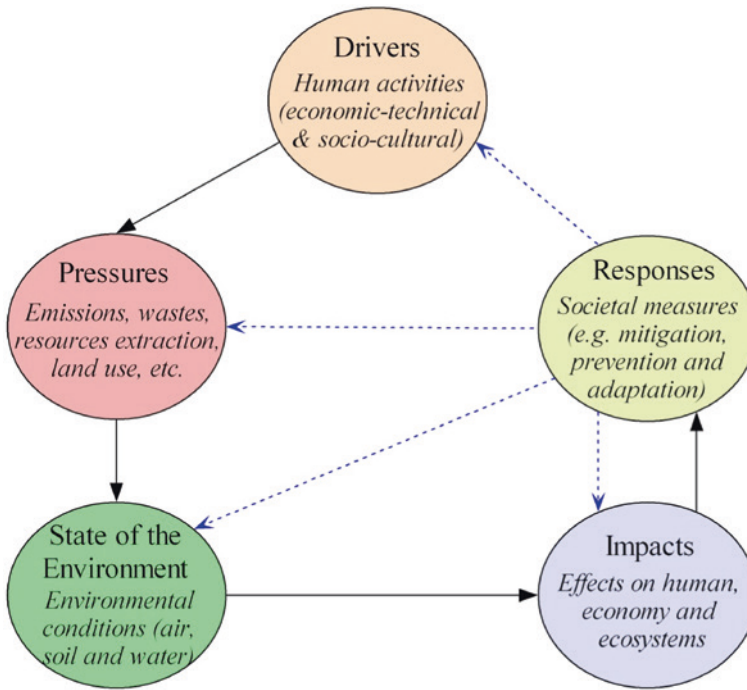 Drivers
Human activities
(economic-technical
& socio-cultural)
Pressures
Emissions, wastes,
resources extraction,
land use, etc.
Responses
Societal measures
(e.g. mitigation,
prevention and
adaptation)
State of the
Environment
Environmental
conditions (air,
soil and water)
Impacts
Effects on human,
economy and
ecosystems